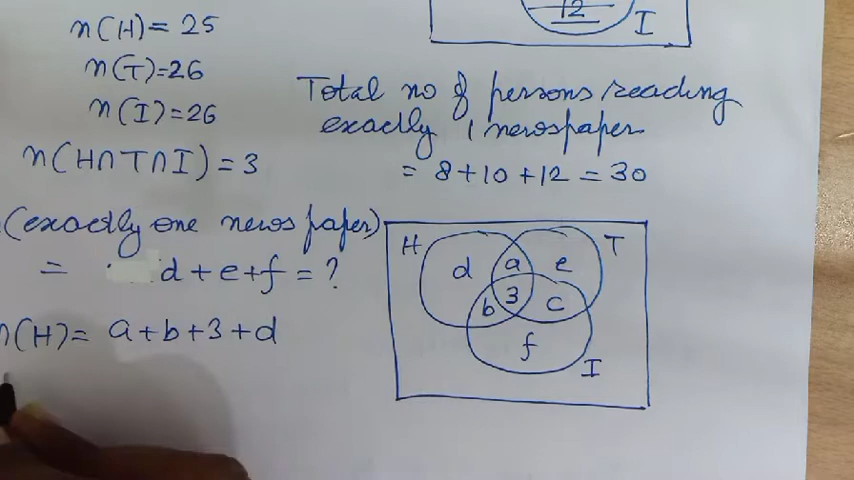 n(H)= 25
n(T)=26
n(I)=26
n(H∩T∩I)=3
12
I
Total no of persons reading
exactly 1 newspaper
= 8+10+12=30
(exactly one newspaper)
= d+e+f=?
n(H)= a+b+3+d
H
T
d
a
e
b
3
c
f
I